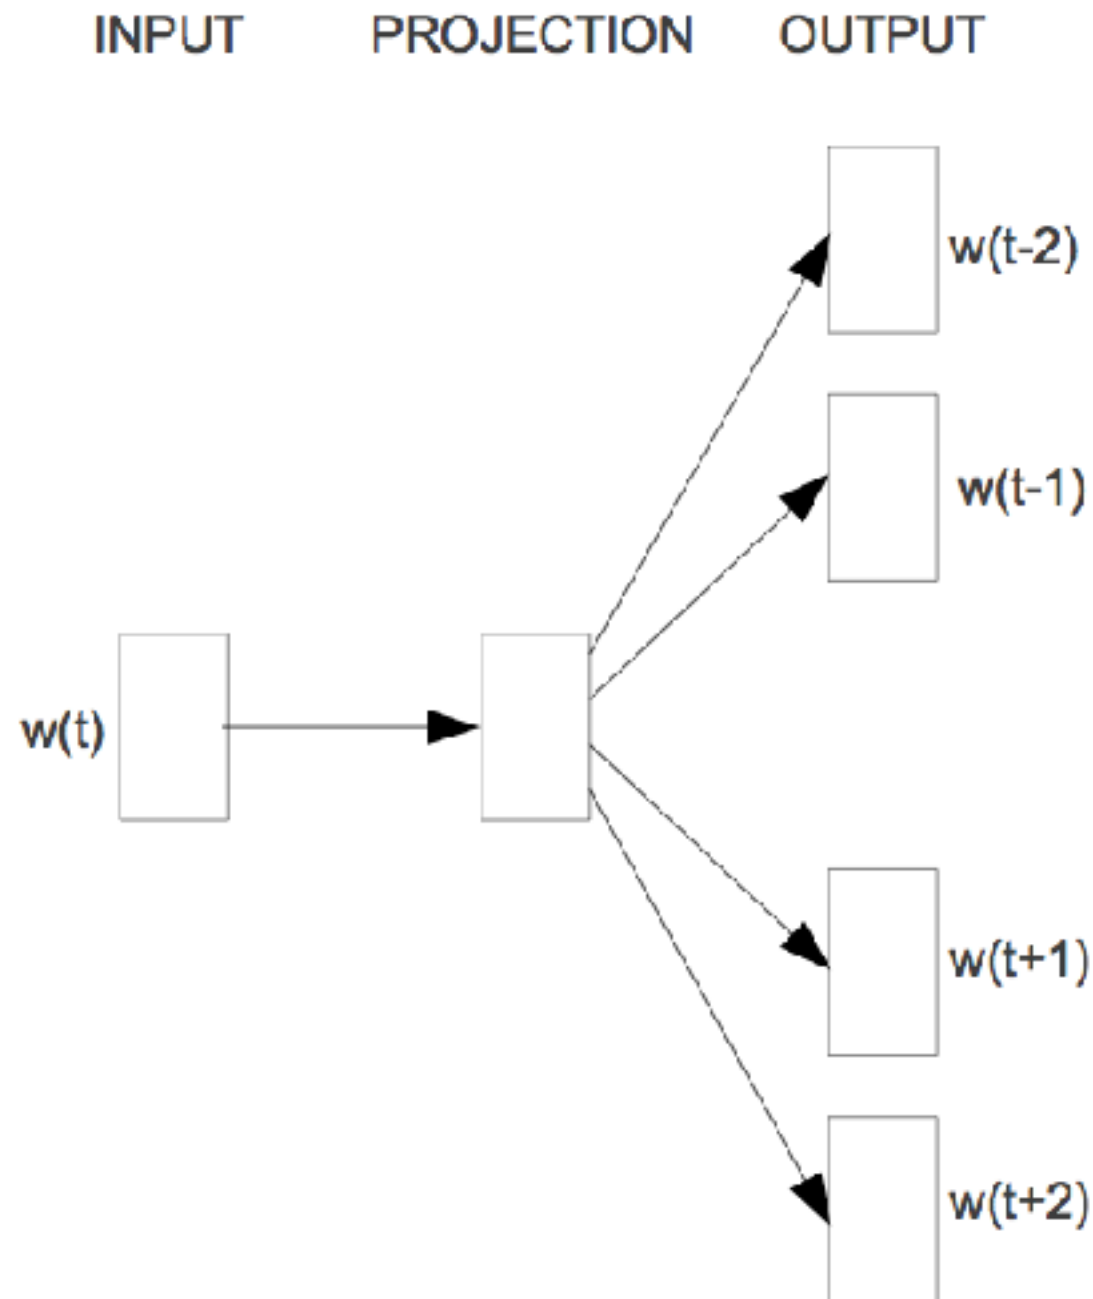 INPUT PROJECTION OUTPUT
w(t-2)
w(t-1)
w(t)
w(t+1)
w(t+2)